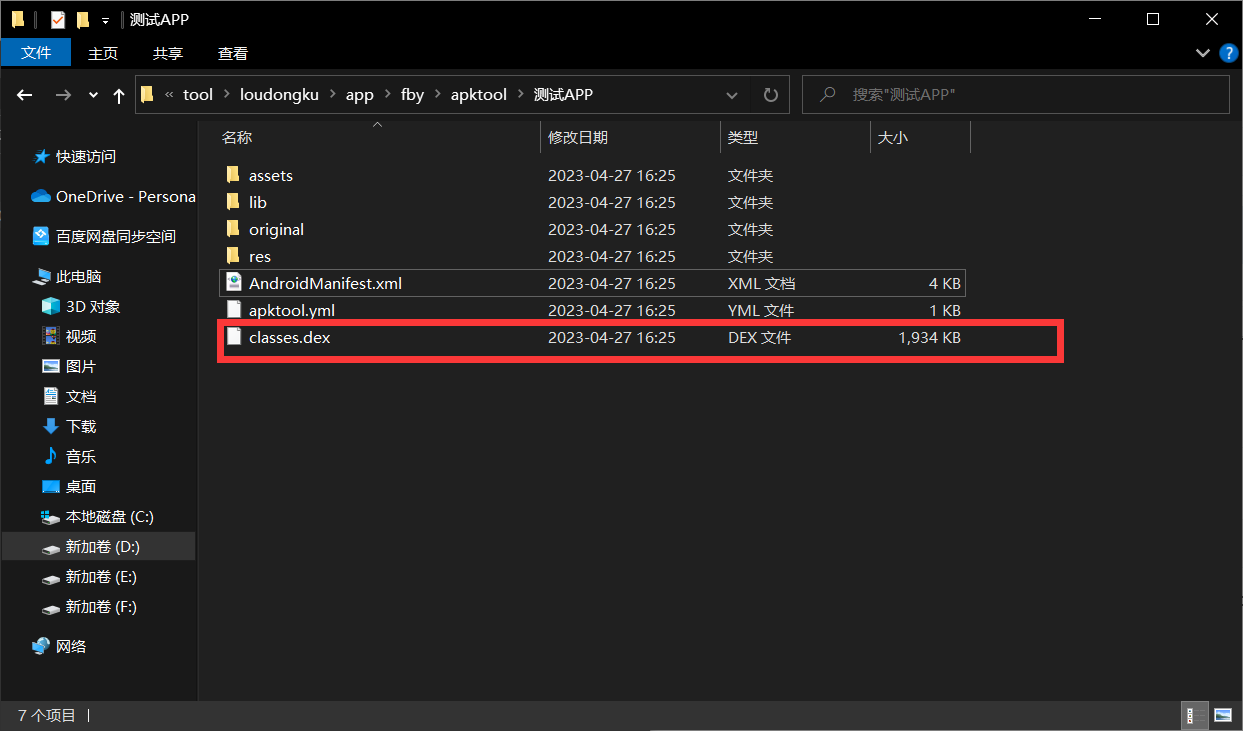 测试APP
文件 主页 共享 查看
« tool › loudongku › app › fby › apktool › 测试APP 搜索"测试APP"
名称 修改日期 类型 大小
快速访问
OneDrive - Persona
百度网盘同步空间
此电脑
3D 对象
视频
图片
文档
下载
音乐
桌面
本地磁盘 (C:)
新加卷 (D:)
新加卷 (E:)
新加卷 (F:)
网络
assets 2023-04-27 16:25 文件夹
lib 2023-04-27 16:25 文件夹
original 2023-04-27 16:25 文件夹
res 2023-04-27 16:25 文件夹
AndroidManifest.xml 2023-04-27 16:25 XML 文档 4 KB
apktool.yml 2023-04-27 16:25 YML 文件 1 KB
classes.dex 2023-04-27 16:25 DEX 文件 1,934 KB
7 个项目